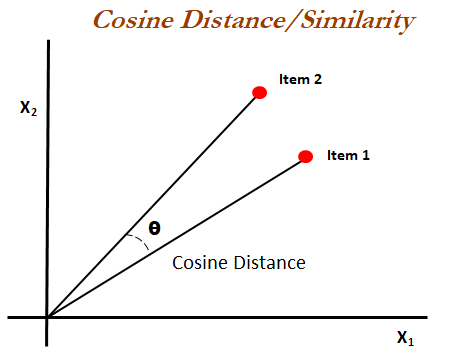 Cosine Distance/Similarity
Item 2
X₂
Item 1
θ
Cosine Distance
X₁